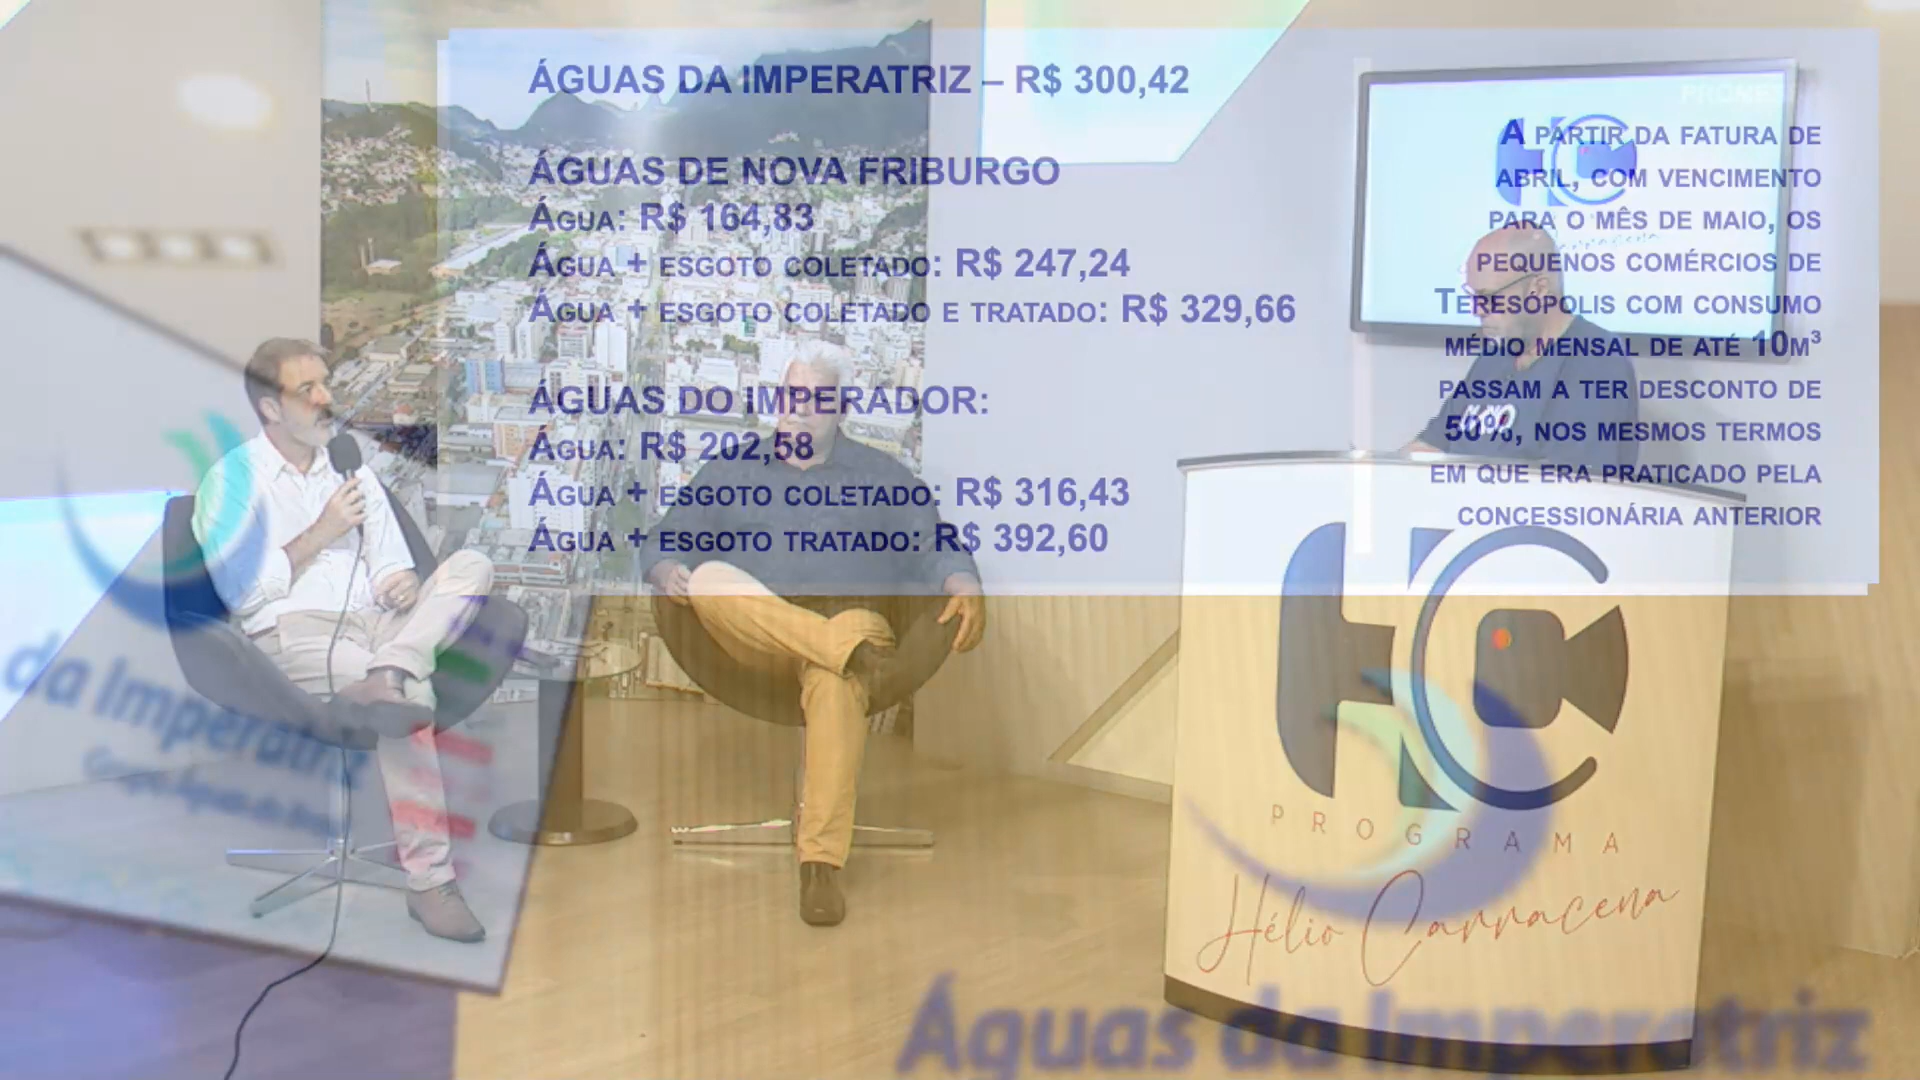 ÁGUAS DA IMPERATRIZ – R$ 300,42
ÁGUAS DE NOVA FRIBURGO
ÁGUA: R$ 164,83
ÁGUA + ESGOTO COLETADO: R$ 247,24
ÁGUA + ESGOTO COLETADO E TRATADO: R$ 329,66
ÁGUAS DO IMPERADOR:
ÁGUA: R$ 202,58
ÁGUA + ESGOTO COLETADO: R$ 316,43
ÁGUA + ESGOTO TRATADO: R$ 392,60
A PARTIR DA FATURA DE
ABRIL, COM VENCIMENTO
PARA O MÊS DE MAIO, OS
PEQUENOS COMÉRCIOS DE
TERESÓPOLIS COM CONSUMO
MÉDIO MENSAL DE ATÉ 10M³
PASSAM A TER DESCONTO DE
50%, NOS MESMOS TERMOS
EM QUE ERA PRATICADO PELA
CONCESSIONÁRIA ANTERIOR
da Imperatriz
HC
PROGRAMA
Hélio Carracena
Águas da Imperatriz